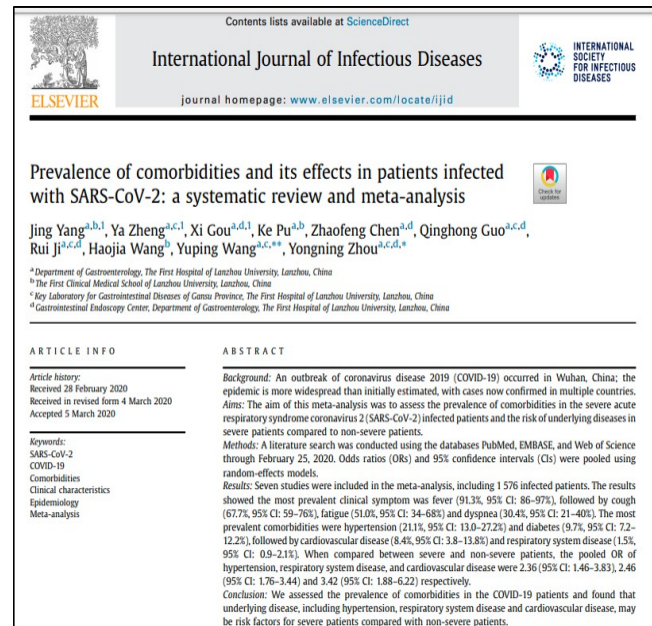 Contents lists available at ScienceDirect
International Journal of Infectious Diseases
journal homepage: www.elsevier.com/locate/ijid
ELSEVIER
INTERNATIONAL
SOCIETY
FOR INFECTIOUS
DISEASES
Prevalence of comorbidities and its effects in patients infected
with SARS-CoV-2: a systematic review and meta-analysis
Check for
updates
Jing Yang a,b,1, Ya Zheng a,c,1, Xi Gou a,d,1, Ke Pu a,b, Zhaofeng Chen a,d, Qinghong Guo a,c,d,
Rui Ji a,c,d, Haojia Wang b, Yuping Wang a,c,**, Yongning Zhou a,c,d,*
a Department of Gastroenterology, The First Hospital of Lanzhou University, Lanzhou, China
b The First Clinical Medical School of Lanzhou University, Lanzhou, China
c Key Laboratory for Gastrointestinal Diseases of Gansu Province, The First Hospital of Lanzhou University, Lanzhou, China
d Gastrointestinal Endoscopy Center, Department of Gastroenterology, The First Hospital of Lanzhou University, Lanzhou, China
ARTICLE INFO
Article history:
Received 28 February 2020
Received in revised form 4 March 2020
Accepted 5 March 2020
Keywords:
SARS-CoV-2
COVID-19
Comorbidities
Clinical characteristics
Epidemiology
Meta-analysis
ABSTRACT
Background: An outbreak of coronavirus disease 2019 (COVID-19) occurred in Wuhan, China; the
epidemic is more widespread than initially estimated, with cases now confirmed in multiple countries.
Aims: The aim of this meta-analysis was to assess the prevalence of comorbidities in the severe acute
respiratory syndrome coronavirus 2 (SARS-CoV-2) infected patients and the risk of underlying diseases in
severe patients compared to non-severe patients.
Methods: A literature search was conducted using the databases PubMed, EMBASE, and Web of Science
through February 25, 2020. Odds ratios (ORs) and 95% confidence intervals (CIs) were pooled using
random-effects models.
Results: Seven studies were included in the meta-analysis, including 1 576 infected patients. The results
showed the most prevalent clinical symptom was fever (91.3%, 95% CI: 86–97%), followed by cough
(67.7%, 95% CI: 59–76%), fatigue (51.0%, 95% CI: 34–68%) and dyspnea (30.4%, 95% CI: 21–40%). The most
prevalent comorbidities were hypertension (21.1%, 95% CI: 13.0–27.2%) and diabetes (9.7%, 95% CI: 7.2–
12.2%), followed by cardiovascular disease (8.4%, 95% CI: 3.8–13.8%) and respiratory system disease (1.5%,
95% CI: 0.9–2.1%). When compared between severe and non-severe patients, the pooled OR of
hypertension, respiratory system disease, and cardiovascular disease were 2.36 (95% CI: 1.46–3.83), 2.46
(95% CI: 1.76–3.44) and 3.42 (95% CI: 1.88–6.22) respectively.
Conclusion: We assessed the prevalence of comorbidities in the COVID-19 patients and found that
underlying disease, including hypertension, respiratory system disease and cardiovascular disease, may
be risk factors for severe patients compared with non-severe patients.